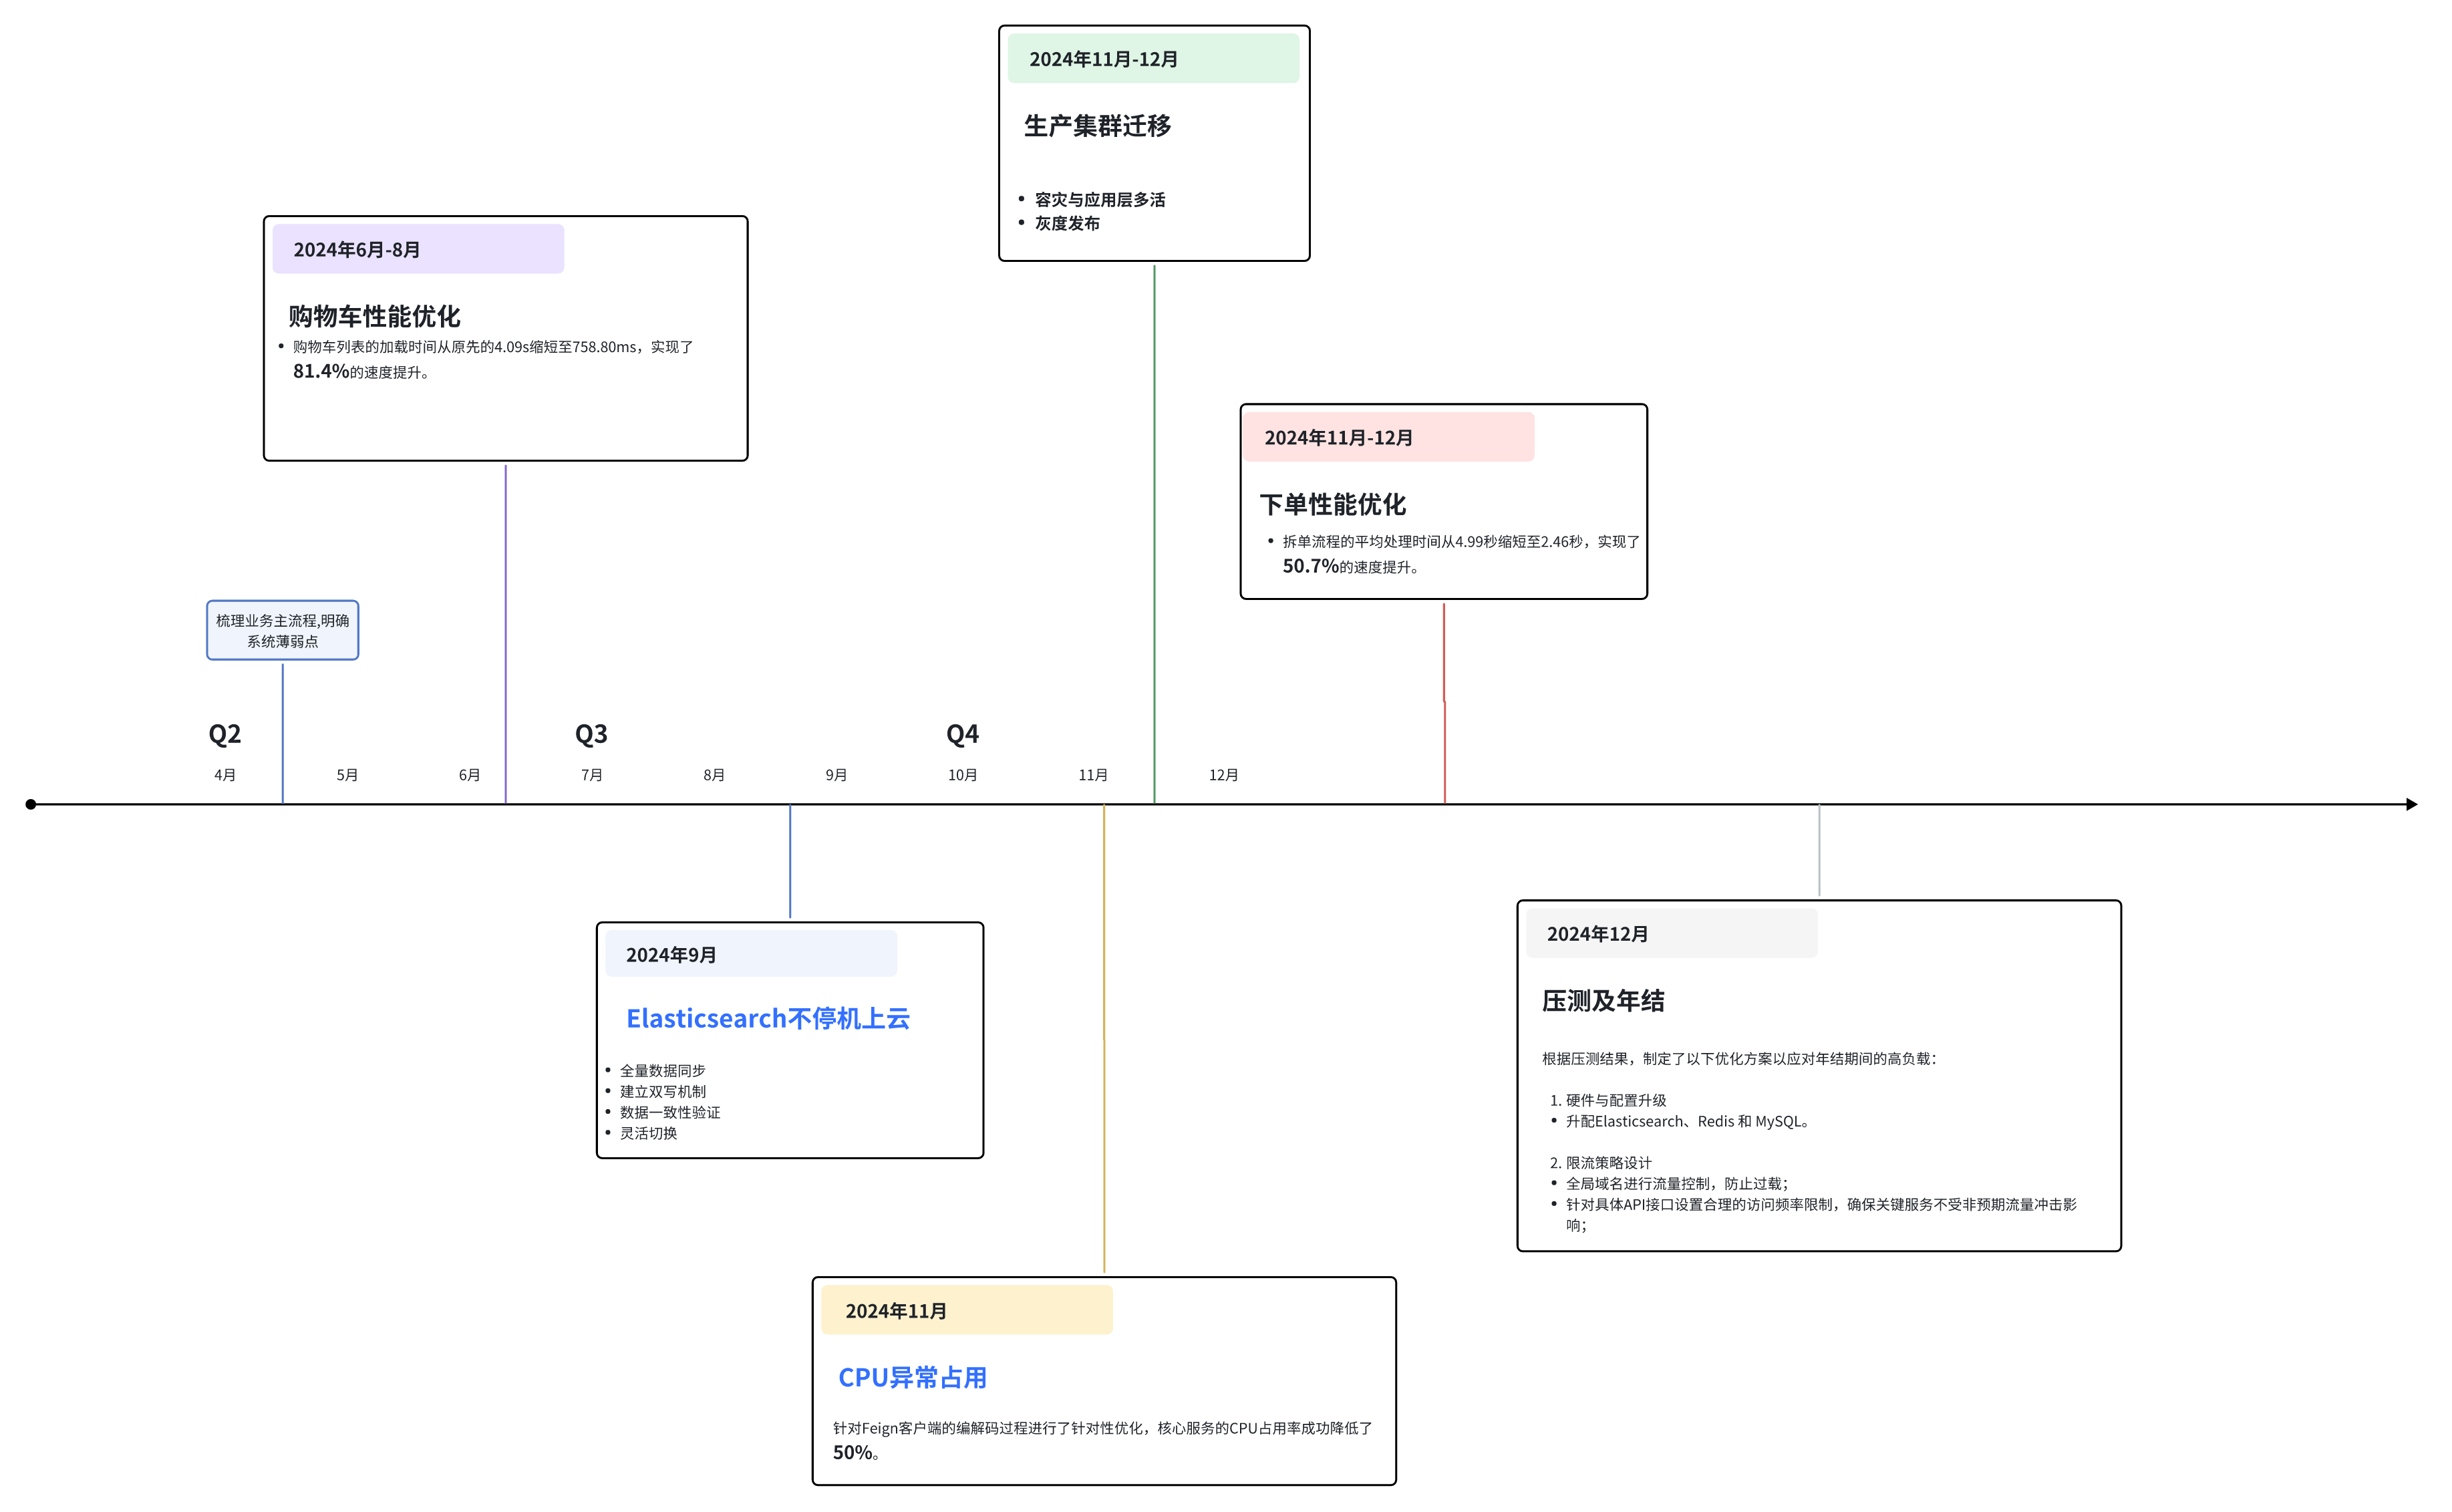 2024年11月-12月
生产集群迁移
• 容灾与应用层多活
• 灰度发布
2024年6月-8月
购物车性能优化
• 购物车列表的加载时间从原先的4.09s缩短至758.80ms，实现了
81.4%的速度提升。
2024年11月-12月
下单性能优化
• 拆单流程的平均处理时间从4.99秒缩短至2.46秒，实现了
50.7%的速度提升。
梳理业务主流程,明确
系统薄弱点
Q2
Q3
Q4
4月
5月
6月
7月
8月
9月
10月
11月
12月
2024年9月
Elasticsearch不停机上云
• 全量数据同步
• 建立双写机制
• 数据一致性验证
• 灵活切换
2024年12月
压测及年结
根据压测结果，制定了以下优化方案以应对年结期间的高负载：
1. 硬件与配置升级
• 升配Elasticsearch、Redis 和 MySQL。
2. 限流策略设计
• 全局域名进行流量控制，防止过载；
• 针对具体API接口设置合理的访问频率限制，确保关键服务不受非预期流量冲击影
响；
2024年11月
CPU异常占用
针对Feign客户端的编解码过程进行了针对性优化，核心服务的CPU占用率成功降低了
50%。